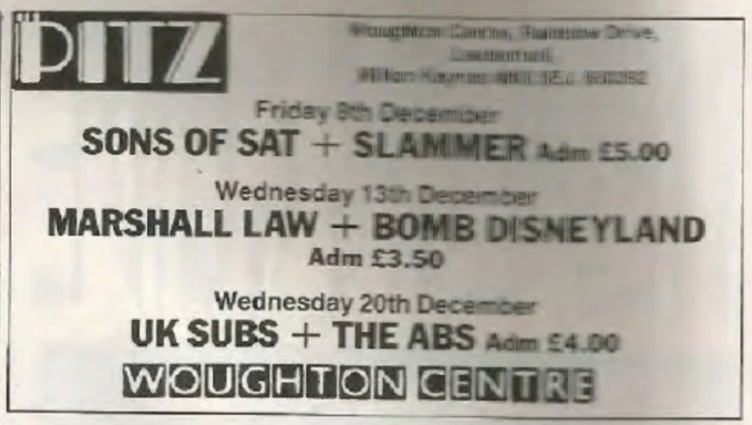 PITZ
Woughton Centre, Rainbow Drive,
Leadenhall,
Milton Keynes
Friday 8th December
SONS OF SAT + SLAMMER Adm £5.00
Wednesday 13th December
MARSHALL LAW + BOMB DISNEYLAND
Adm £3.50
Wednesday 20th December
UK SUBS + THE ABS Adm £4.00
WOUGHTON CENTRE